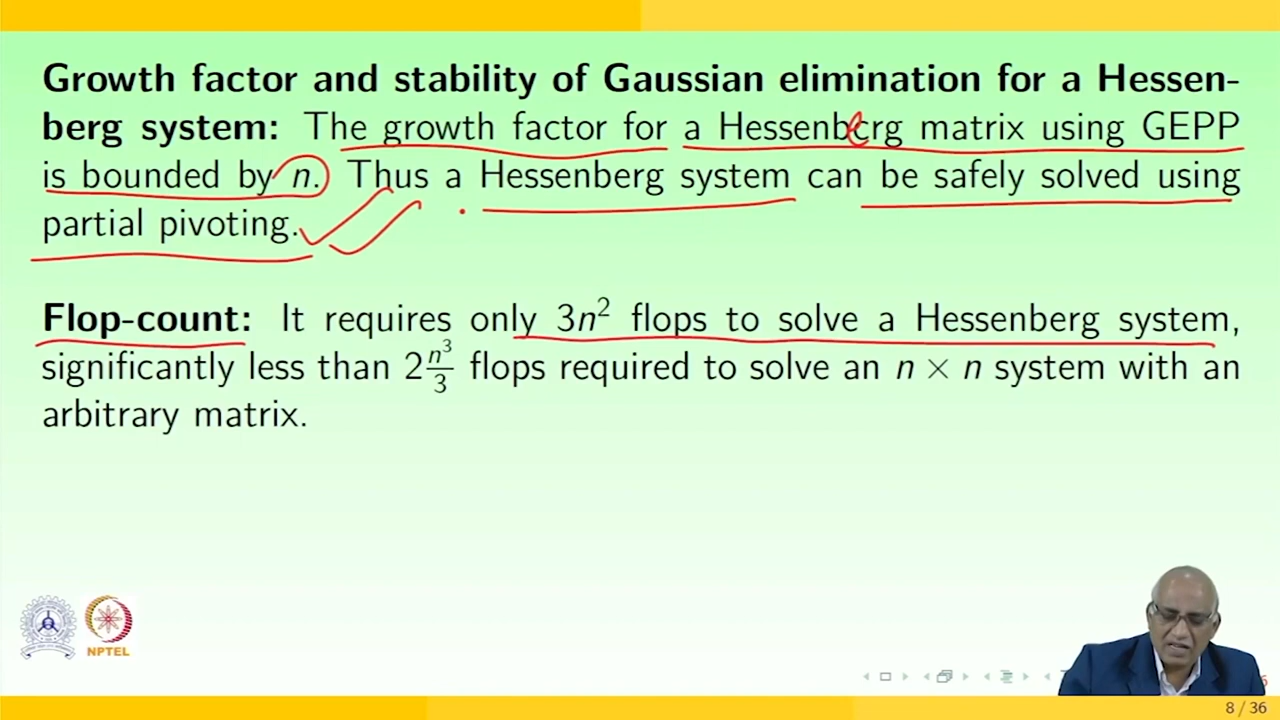 Growth factor and stability of Gaussian elimination for a Hessen-
berg system: The growth factor for a Hessenberg matrix using GEPP
is bounded by n. Thus a Hessenberg system can be safely solved using
partial pivoting.
Flop-count: It requires only 3n² flops to solve a Hessenberg system,
significantly less than 2 n³/3 flops required to solve an n × n system with an
arbitrary matrix.
NPTEL
8 / 36